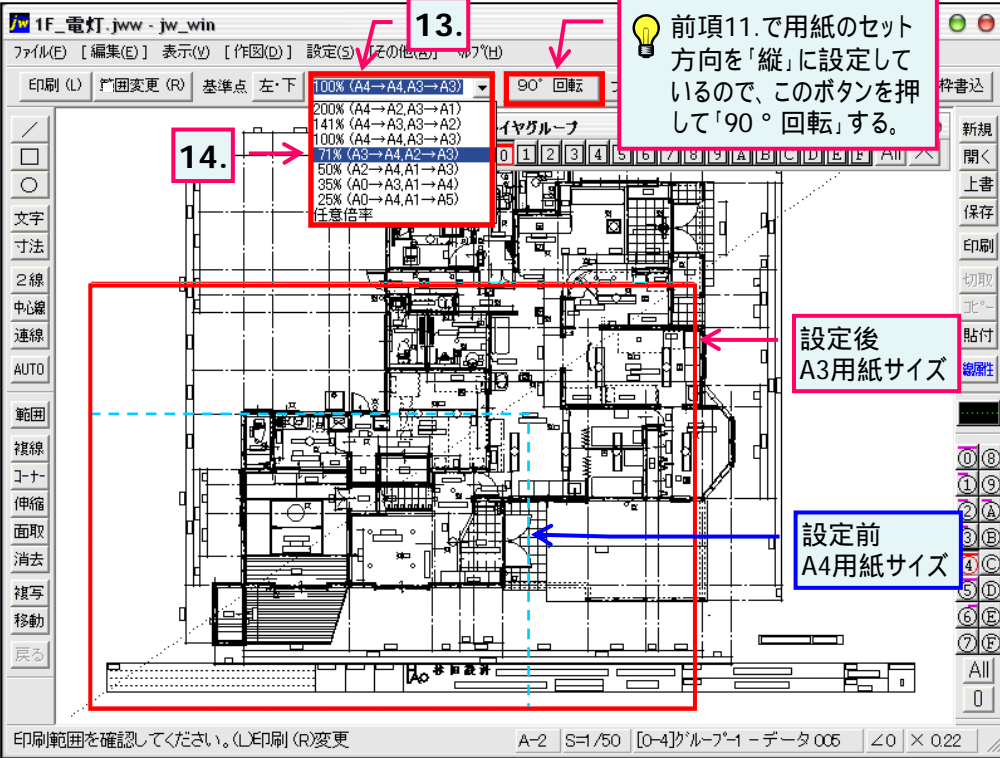 1F_電灯.jww - jw_win
ﾌｧｲﾙ(F) [編集(E)] 表示(V) [作図(D)] 設定(S) [その他(A)] ﾍﾙﾌﾟ(H)
印刷 (L) 範囲変更 (R) 基準点 左・下 100% (A4→A4,A3→A3) 90° 回転 枠書込
13.
前項11.で用紙のセット
方向を「縦」に設定して
いるので、このボタンを押
して「90 ° 回転」する。
200% (A4→A2,A3→A1)
141% (A4→A3,A3→A2)
100% (A4→A4,A3→A3)
71% (A3→A4,A2→A3)
50% (A2→A4,A1→A3)
35% (A0→A3,A1→A4)
25% (A0→A4,A1→A5)
任意倍率
14.
イヤグループ
0 1 2 3 4 5 6 7 8 9 A B C D E F All ×
文字
寸法
2 線
中心線
連線
AUTO
範囲
複線
ｺｰﾅｰ
伸縮
面取
消去
複写
移動
戻る
設定後
A3用紙サイズ
設定前
A4用紙サイズ
新規
開く
上書
保存
印刷
切取
ｺﾋﾟｰ
貼付
線属性
0 8
1 9
2 A
3 B
4 C
5 D
6 E
7 F
All
0
印刷範囲を確認してください。(L)印刷 (R)変更 A-2 S=1/50 [0-4]ｸﾞﾙｰﾌﾟ-1 - データ 005 ∠0 × 0.22